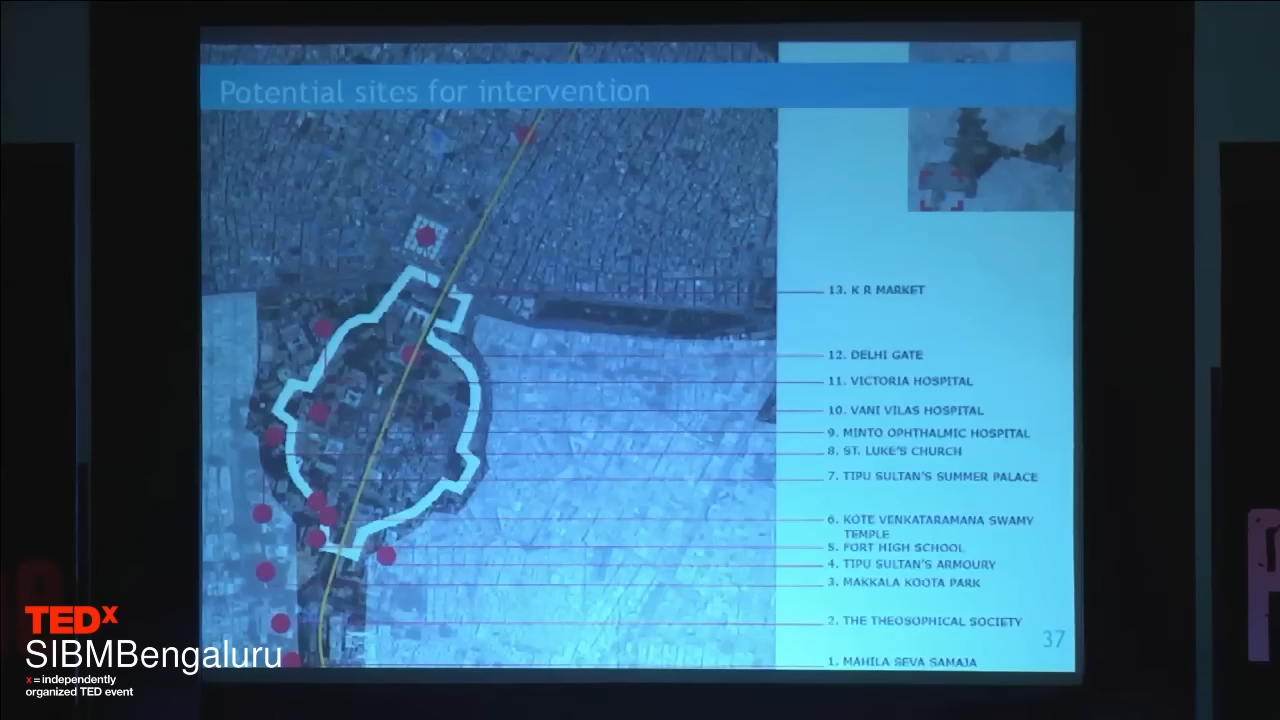 Potential sites for intervention
13. K R MARKET
12. DELHI GATE
11. VICTORIA HOSPITAL
10. VANI VILAS HOSPITAL
9. MINTO OPHTHALMIC HOSPITAL
8. ST. LUKE'S CHURCH
7. TIPU SULTAN'S SUMMER PALACE
6. KOTE VENKATARAMANA SWAMY
TEMPLE
5. FORT HIGH SCHOOL
4. TIPU SULTAN'S ARMOURY
3. MAKKALA KOOTA PARK
2. THE THEOSOPHICAL SOCIETY
37
1. MAHILA SEVA SAMAJA
TEDx
SIBMBengaluru
x = independently
organized TED event